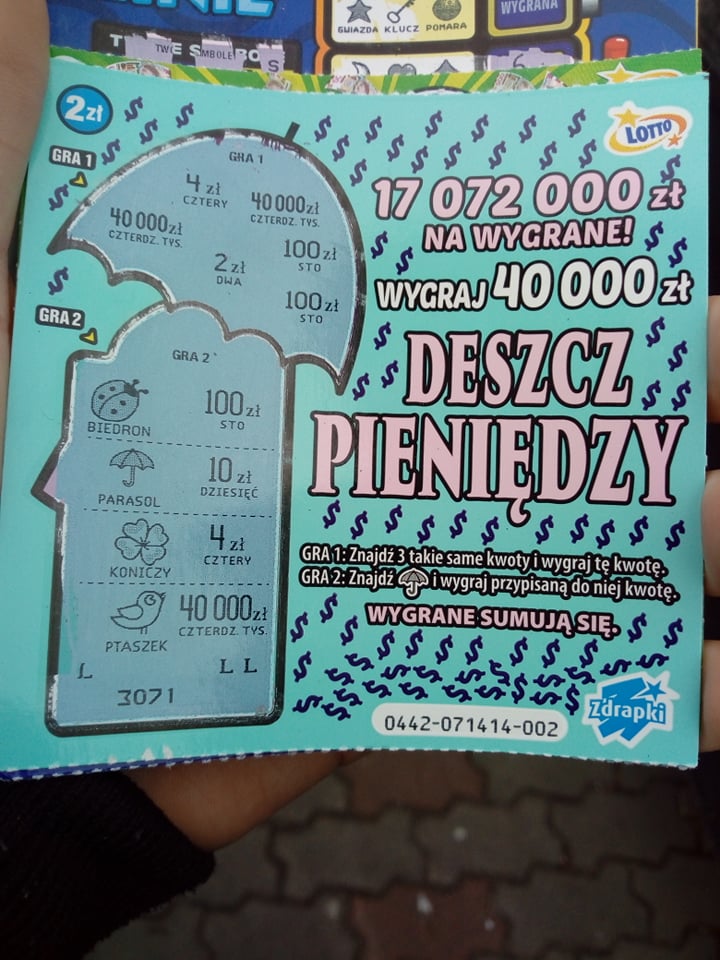 GWIAZDA KLUCZ POMARA
WYGRANA
TWE SMBOLE
S
2 zł
LOTTO
GRA 1
GRA 1
4 zł
CZTERY
40 000 zł
CZTERDZ. TYS.
40 000 zł
CZTERDZ. TYS.
100 zł
STO
2 zł
DWA
100 zł
STO
17 072 000 zł
NA WYGRANE!
WYGRAJ 40 000 zł
DESZCZ
PIENIĘDZY
GRA 2
GRA 2
BIEDRON
100 zł
STO
PARASOL
10 zł
DZIESIĘĆ
KONICZY
4 zł
CZTERY
PTASZEK
40 000 zł
CZTERDZ. TYS.
L
L L
3071
GRA 1: Znajdź 3 takie same kwoty i wygraj tę kwotę.
GRA 2: Znajdź i wygraj przypisaną do niej kwotę.
WYGRANE SUMUJĄ SIĘ.
0442-071414-002
Zdrapki